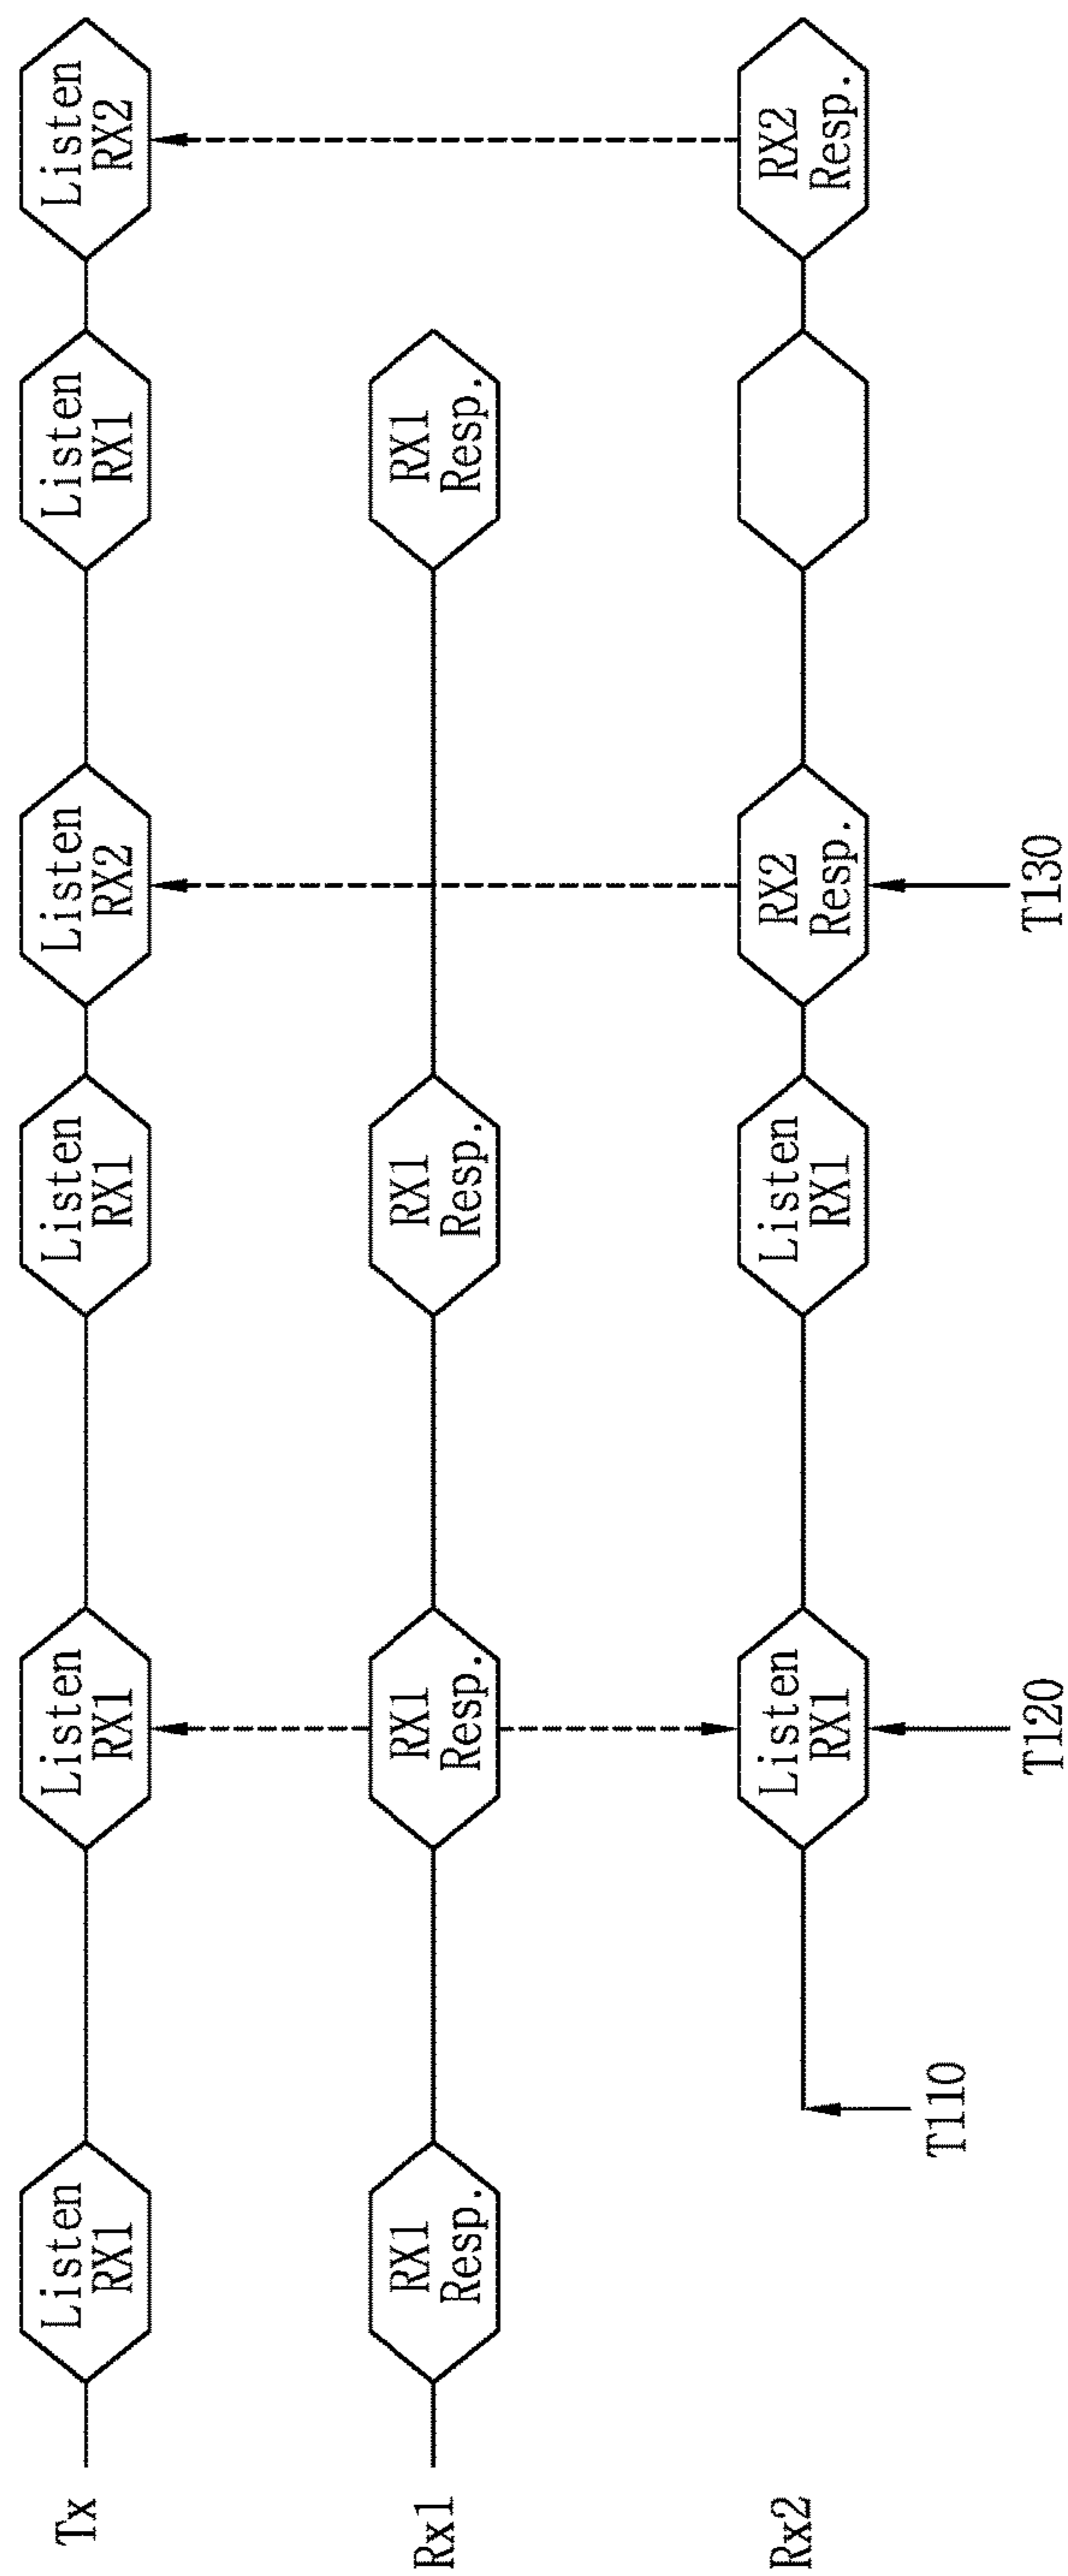 Tx
Listen
RX1
Listen
RX1
Listen
RX1
Listen
RX2
Listen
RX1
Listen
RX2
Rx1
RX1
Resp.
RX1
Resp.
RX1
Resp.
RX1
Resp.
Rx2
Listen
RX1
Listen
RX1
RX2
Resp.
RX2
Resp.
T110
T120
T130